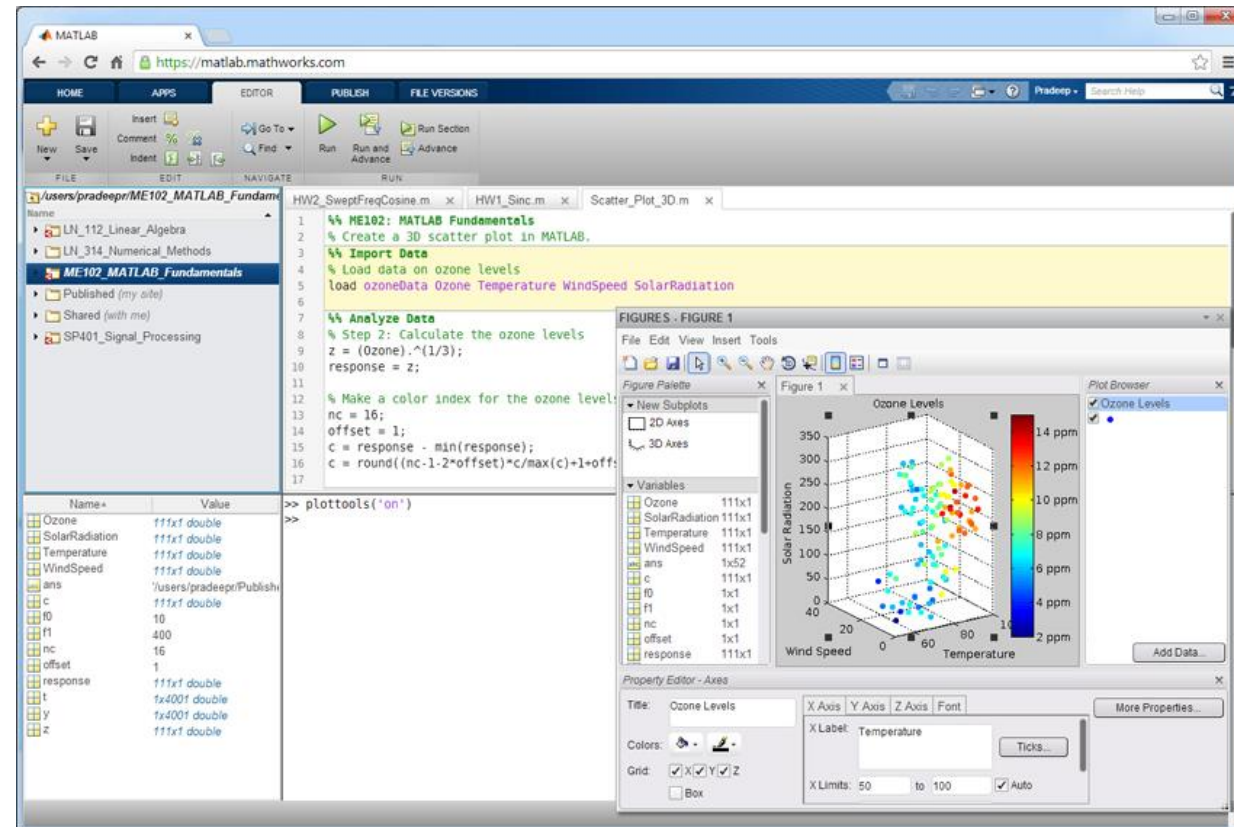 MATLAB
https://matlab.mathworks.com
HOME APPS EDITOR PUBLISH FILE VERSIONS Pradeep Search Help
New Save Insert Comment Indent Go To Find Run Run and Advance Run Section Advance
FILE EDIT NAVIGATE RUN
/users/pradeepr/ME102_MATLAB_Fundame
Name
LN_112_Linear_Algebra
LN_314_Numerical_Methods
ME102_MATLAB_Fundamentals
Published (my site)
Shared (with me)
SP401_Signal_Processing
HW2_SweptFreqCosine.m HW1_Sinc.m Scatter_Plot_3D.m
1 %% ME102: MATLAB Fundamentals
2 % Create a 3D scatter plot in MATLAB.
3 %% Import Data
4 % Load data on ozone levels
5 load ozoneData Ozone Temperature WindSpeed SolarRadiation
6
7 %% Analyze Data
8 % Step 2: Calculate the ozone levels
9 z = (Ozone).^(1/3);
10 response = z;
11
12 % Make a color index for the ozone levels
13 nc = 16;
14 offset = 1;
15 c = response - min(response);
16 c = round((nc-1-2*offset)*c/max(c)+1+offs
17
Name Value
Ozone 111x1 double
SolarRadiation 111x1 double
Temperature 111x1 double
WindSpeed 111x1 double
ans '/users/pradeepr/Publishe
c 111x1 double
f0 10
f1 400
nc 16
offset 1
response 111x1 double
t 1x4001 double
y 1x4001 double
z 111x1 double
>> plottools('on')
>>
FIGURES - FIGURE 1
File Edit View Insert Tools
Figure Palette
New Subplots
2D Axes
3D Axes
Variables
Ozone 111x1
SolarRadiation 111x1
Temperature 111x1
WindSpeed 111x1
ans 1x52
c 111x1
f0 1x1
f1 1x1
nc 1x1
offset 1x1
response 111x1
Figure 1
Ozone Levels
350
300
250
200
150
100
50
0
Solar Radiation
40
20
0
Wind Speed
60
80
10
Temperature
14 ppm
12 ppm
10 ppm
8 ppm
6 ppm
4 ppm
2 ppm
Plot Browser
Ozone Levels
Add Data...
Property Editor - Axes
Title: Ozone Levels
Colors:
Grid: X Y Z
Box
X Axis Y Axis Z Axis Font
X Label: Temperature
Ticks...
X Limits: 50 to 100 Auto
More Properties...